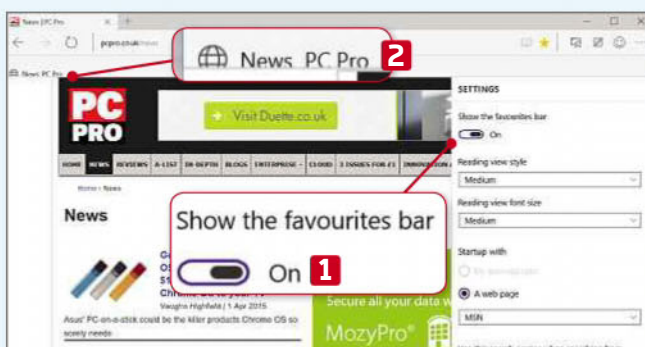 News | PC Pro
pcpro.co.uk/news
News PC Pro
News PC Pro
2
SETTINGS
PC
PRO
Visit Duette.co.uk
Show the favourites bar
On
HOME
NEWS
REVIEWS
A-LIST
IN-DEPTH
BLOGS
ENTERPRISE
CLOUD
3 ISSUES FOR £1
Reading view style
Medium
Home › News
Reading view font size
Medium
News
Show the favourites bar
On
1
Startup with
A web page
MSN
Vaughn Highfield | 1 Apr 2015
Asus' PC-on-a-stick could be the killer products Chrome OS so
sorely needs
Secure all your data w
MozyPro®